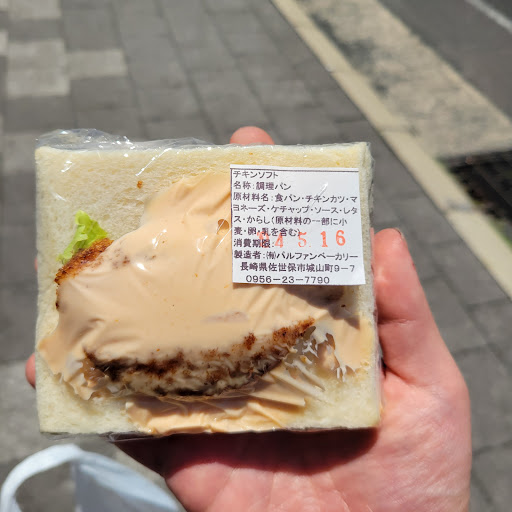 チキンソフト
名称:調理パン
原材料名:食パン・チキンカツ・マ
ヨネーズ・ケチャップ・ソース・レタ
ス・からし(原材料の一部に小
麦・卵・乳を含む)
消費期限: 14.5.16
製造者:㈲パルファンベーカリー
長崎県佐世保市城山町9-7
0956-23-7790